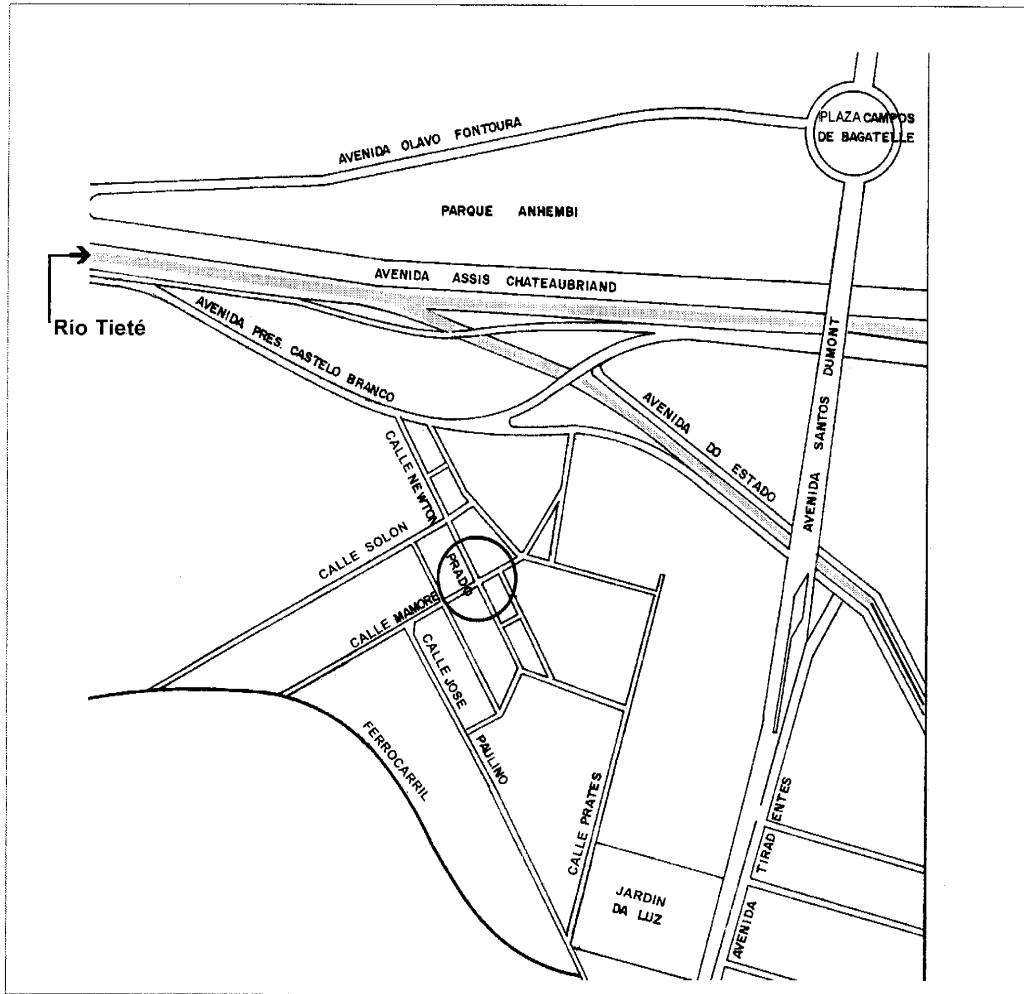 PLAZA CAMPOS
DE BAGATELLE
AVENIDA OLAVO FONTOURA
PARQUE ANHEMBI
AVENIDA ASSIS CHATEAUBRIAND
Río Tieté
AVENIDA PRES. CASTELO BRANCO
AVENIDA SANTOS DUMONT
AVENIDA DO ESTADO
CALLE NEWTON
PRADO
CALLE SOLON
CALLE MAMORE
CALLE JOSE
PAULINO
FERROCARRIL
CALLE PRATES
JARDIN
DA LUZ
AVENIDA TIRADENTES